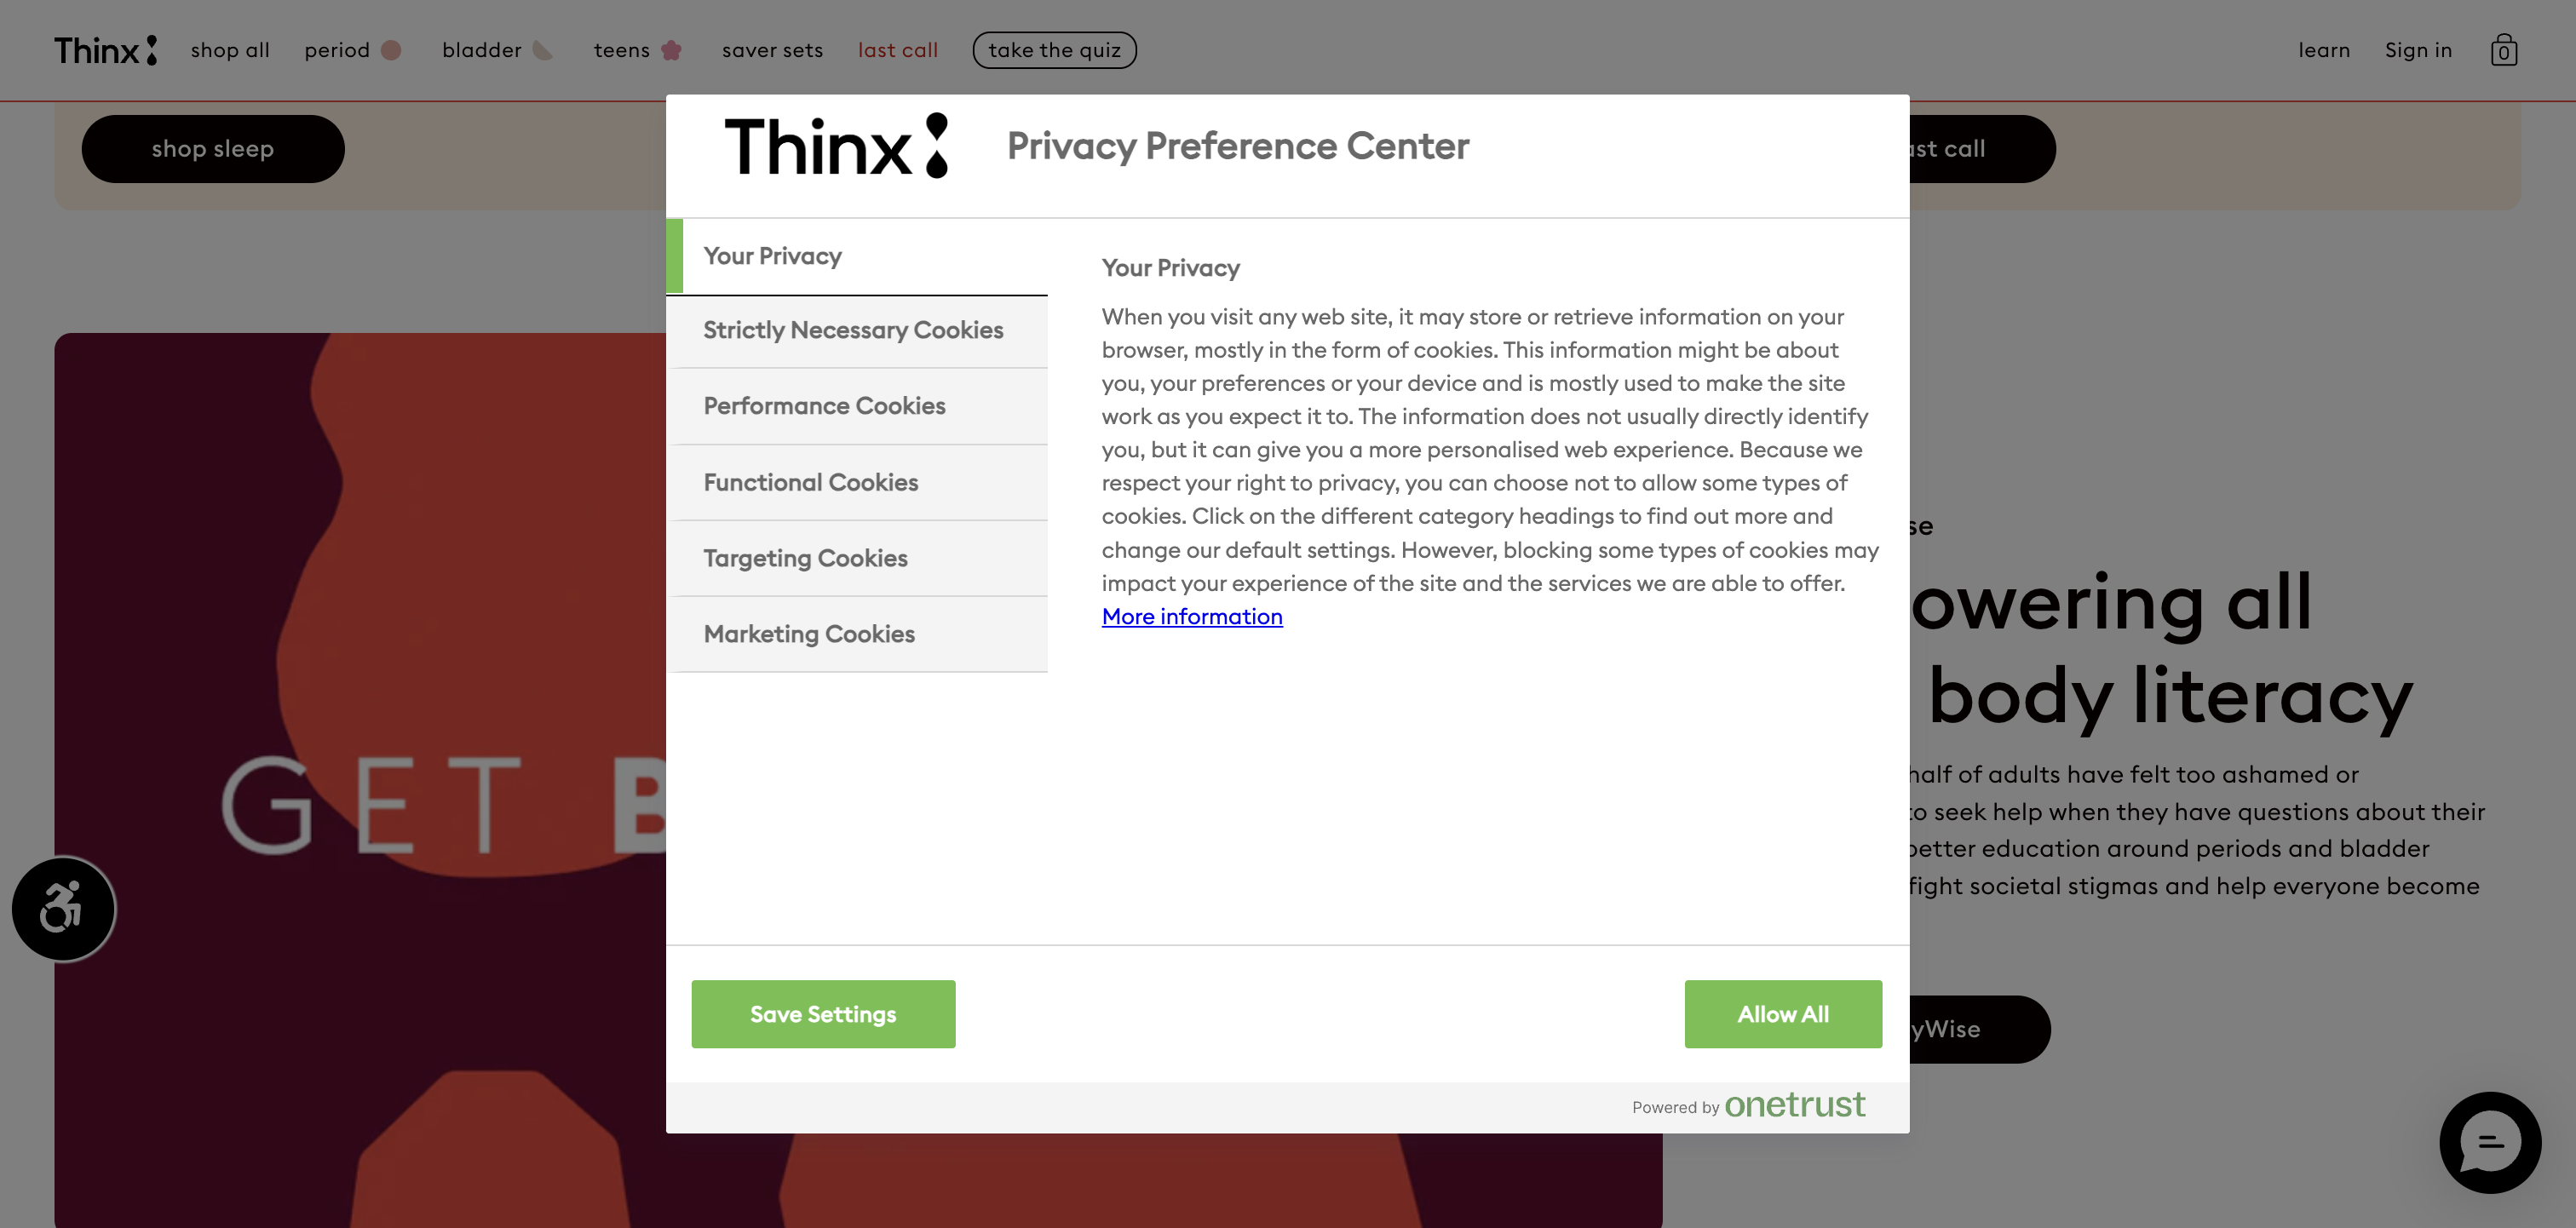 Thinx
shop all
period
bladder
teens
saver sets
last call
take the quiz
learn
Sign in
0
shop sleep
last call
Thinx
Privacy Preference Center
Your Privacy
Strictly Necessary Cookies
Performance Cookies
Functional Cookies
Targeting Cookies
Marketing Cookies
Your Privacy
When you visit any web site, it may store or retrieve information on your
browser, mostly in the form of cookies. This information might be about
you, your preferences or your device and is mostly used to make the site
work as you expect it to. The information does not usually directly identify
you, but it can give you a more personalised web experience. Because we
respect your right to privacy, you can choose not to allow some types of
cookies. Click on the different category headings to find out more and
change our default settings. However, blocking some types of cookies may
impact your experience of the site and the services we are able to offer.
More information
Save Settings
Allow All
Powered by onetrust
GET B
se
owering all
body literacy
half of adults have felt too ashamed or
to seek help when they have questions about their
better education around periods and bladder
fight societal stigmas and help everyone become
yWise